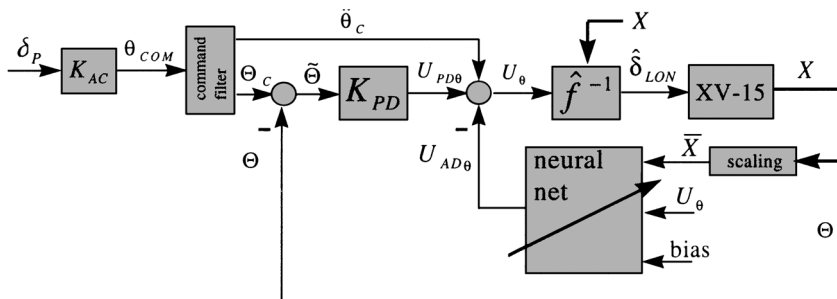 δ_P
K_AC
θ_COM
command filter
θ̈_C
Θ_C
Θ̃
K_PD
U_PDθ
U_θ
X
f̂⁻¹
δ̂_LON
XV-15
X
−
Θ
−
U_ADθ
neural net
X̅
scaling
U_θ
bias
Θ